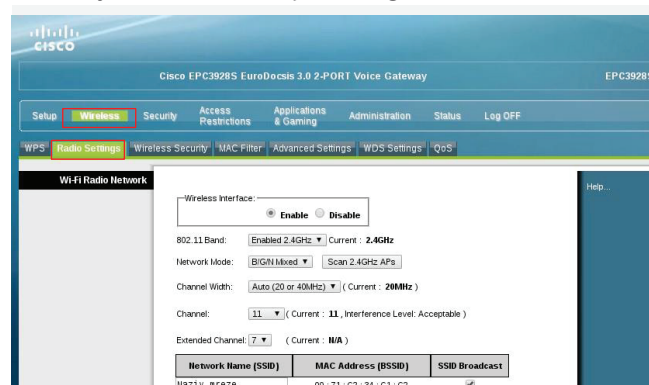 CISCO
Cisco EPC3928S EuroDocsis 3.0 2-PORT Voice Gateway EPC3928S
Setup Wireless Security Access Restrictions Applications & Gaming Administration Status Log OFF
WPS Radio Settings Wireless Security MAC Filter Advanced Settings WDS Settings QoS
Wi-Fi Radio Network
Help...
Wireless Interface:
Enable Disable
802.11 Band: Enabled 2.4GHz Current : 2.4GHz
Network Mode: B/G/N Mixed Scan 2.4GHz APs
Channel Width: Auto (20 or 40MHz) ( Current : 20MHz )
Channel: 11 ( Current : 11 , Interference Level: Acceptable )
Extended Channel: 7 ( Current : N/A )
Network Name (SSID) MAC Address (BSSID) SSID Broadcast
Naziv mreze